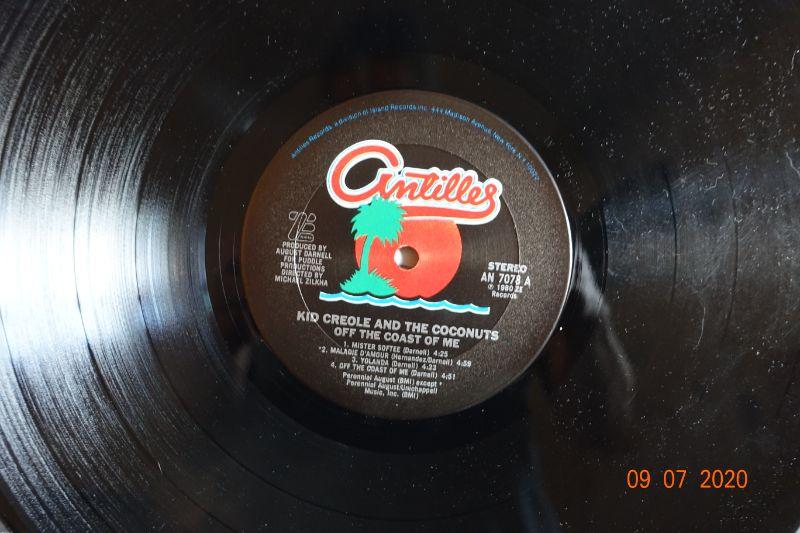 Antilles Records, a division of Island Records Inc. 444 Madison Avenue, New York, N.Y. 10022
Antilles
ZE
PRODUCED BY
AUGUST DARNELL
FOR PUDDLE
PRODUCTIONS
DIRECTED BY
MICHAEL ZILKHA
STEREO
AN 7078 A
℗ 1980 ZE
Records
KID CREOLE AND THE COCONUTS
OFF THE COAST OF ME
1. MISTER SOFTEE (Darnell) 4:25
*2. MALADIE D'AMOUR (Hernandez/Darnell) 4:58
3. YOLANDA (Darnell) 4:23
4. OFF THE COAST OF ME (Darnell) 4:51
Perennial August (BMI) except *
Perennial August/Unichappell
Music, Inc. (BMI)
09 07 2020